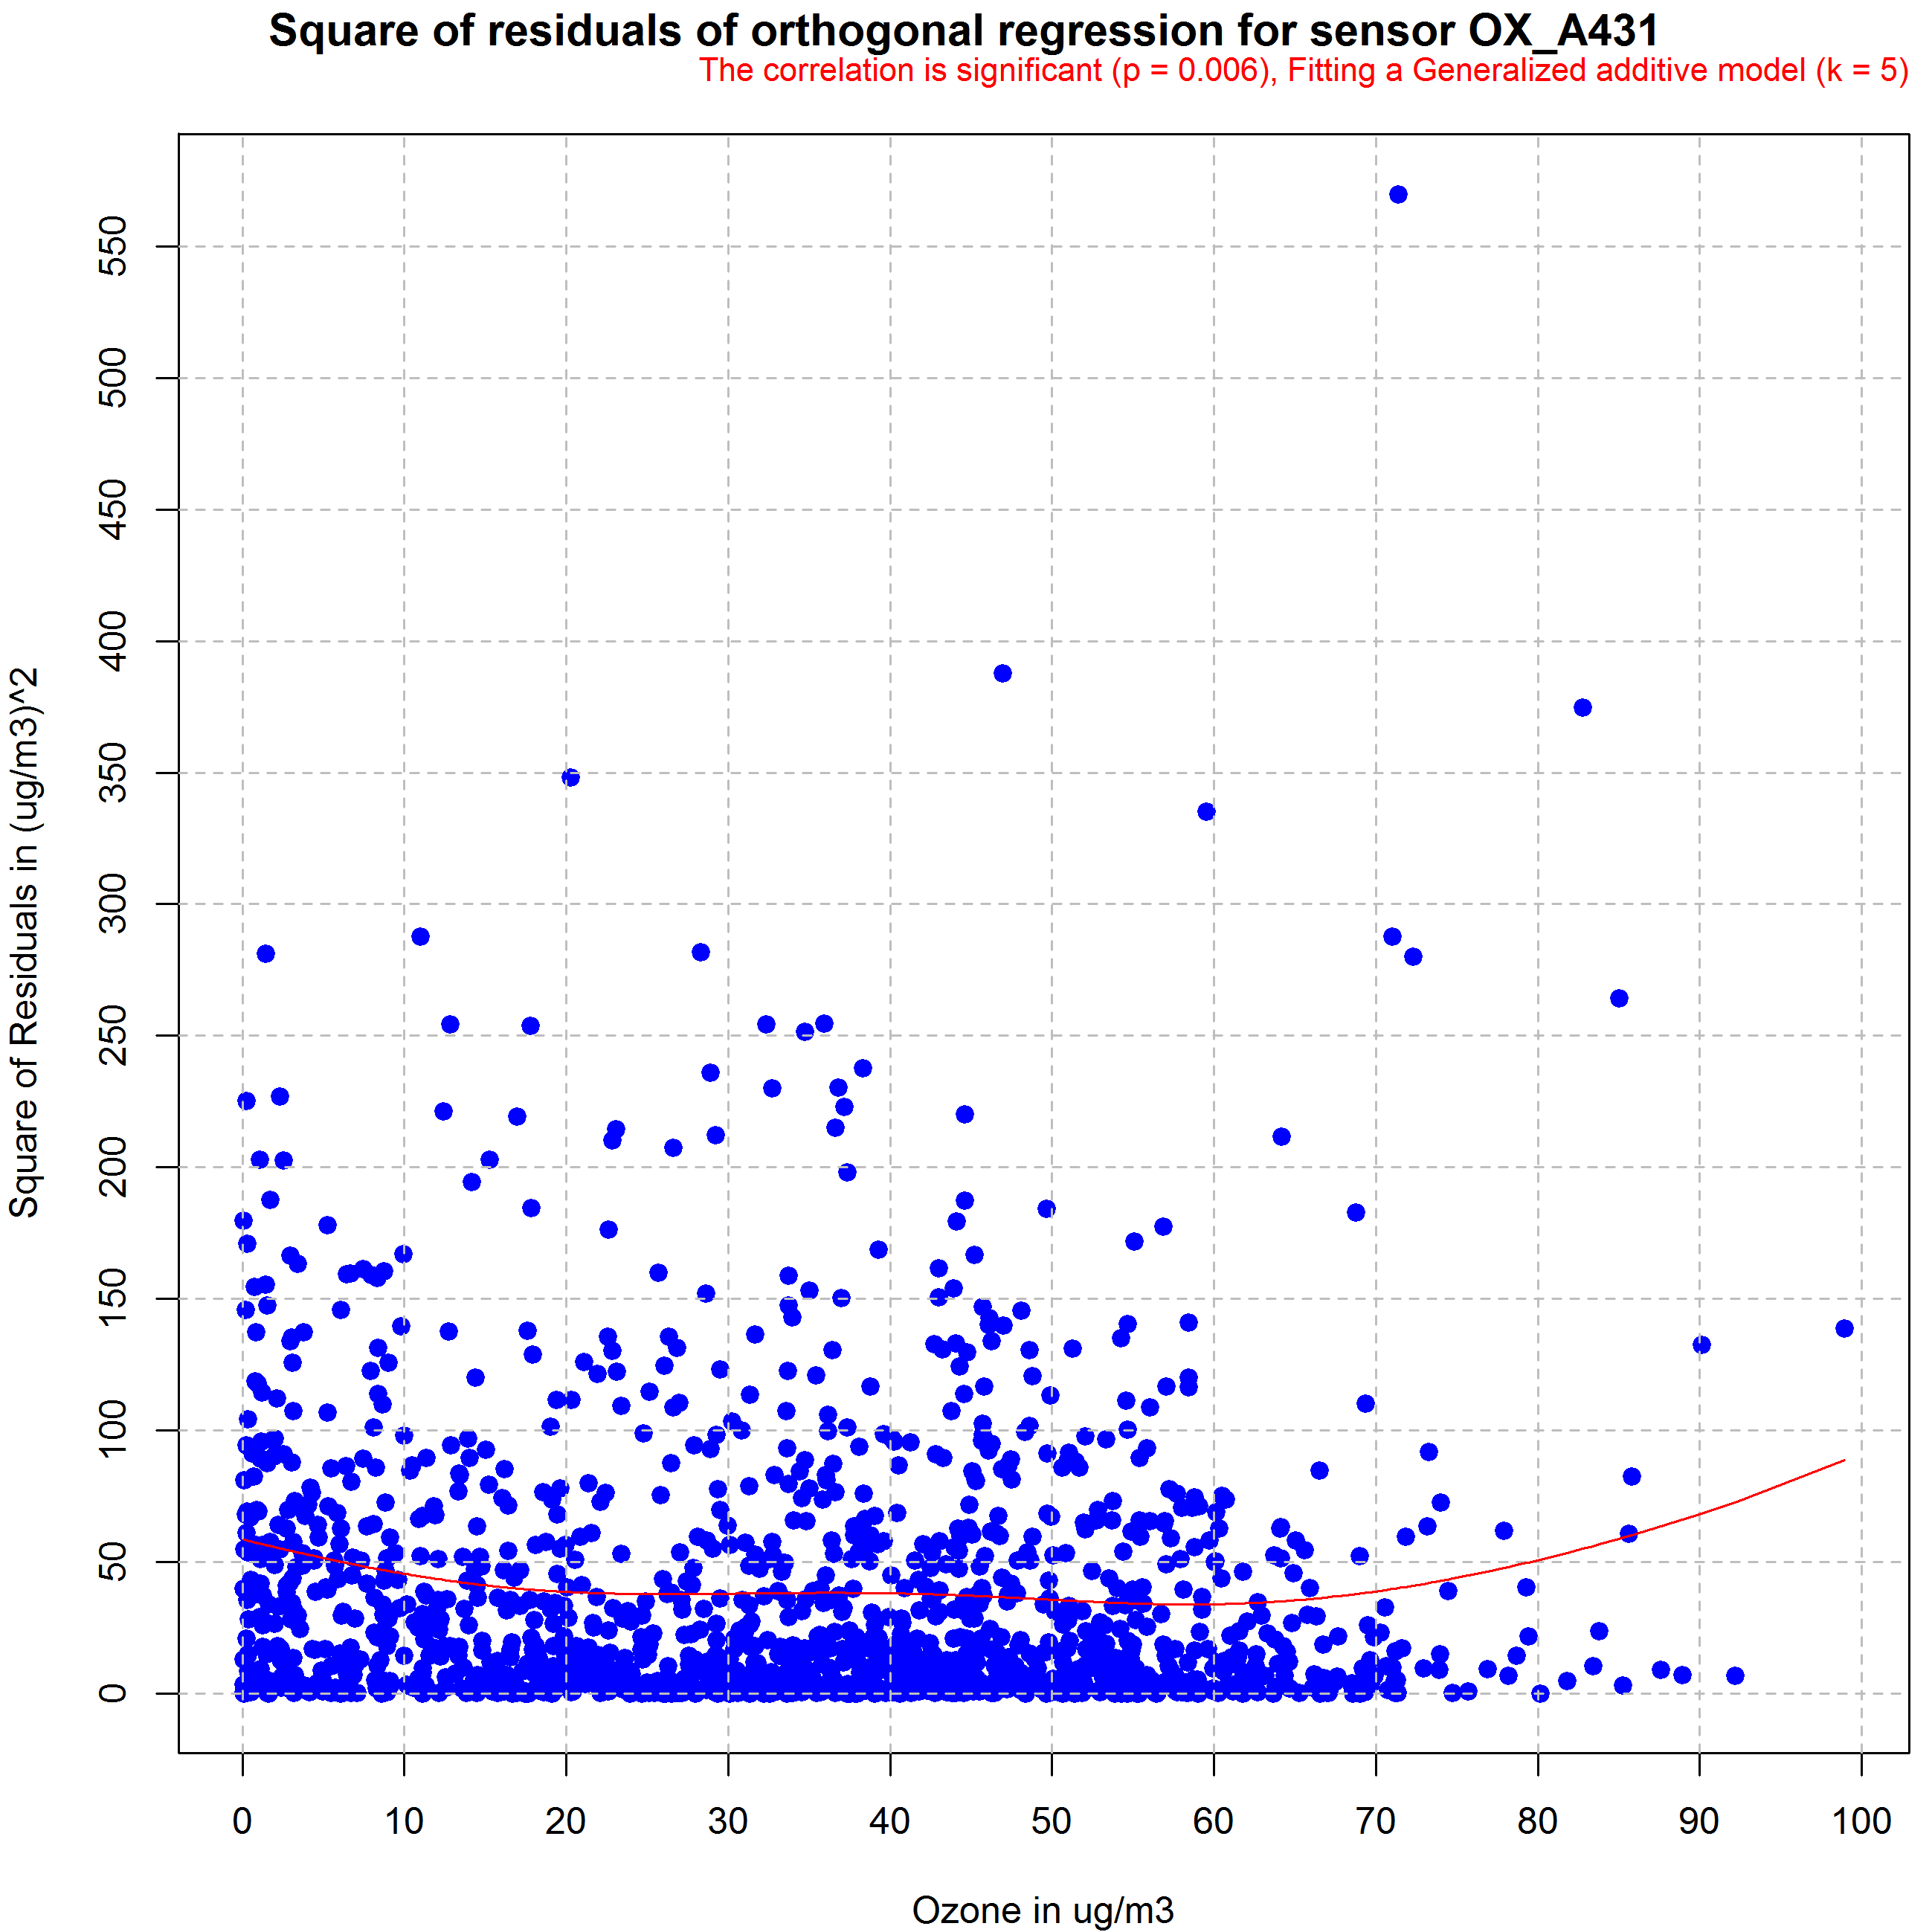 Square of residuals of orthogonal regression for sensor OX_A431
The correlation is significant (p = 0.006), Fitting a Generalized additive model (k = 5)
Square of Residuals in (ug/m3)^2
550
500
450
400
350
300
250
200
150
100
50
0
0 10 20 30 40 50 60 70 80 90 100
Ozone in ug/m3